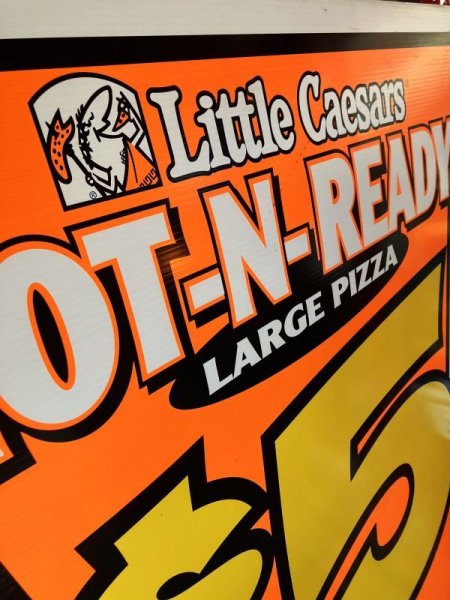 Little Caesars
OT-N-READY
LARGE PIZZA
$5